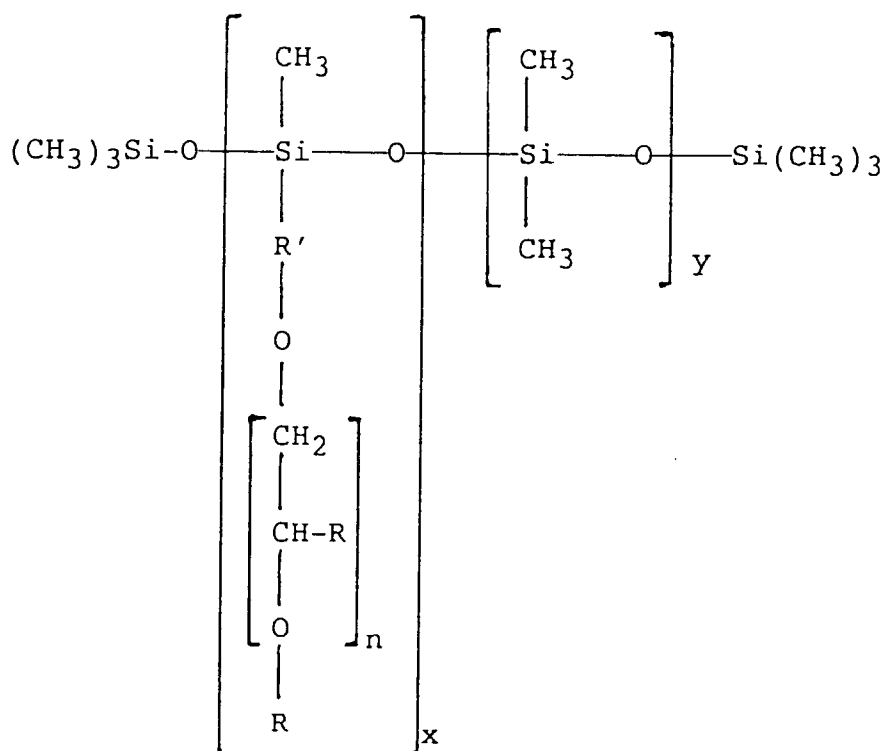 CH3 CH3
(CH3)3Si-O Si O Si O Si(CH3)3
R' CH3 y
O
CH2
CH-R
O n
R x